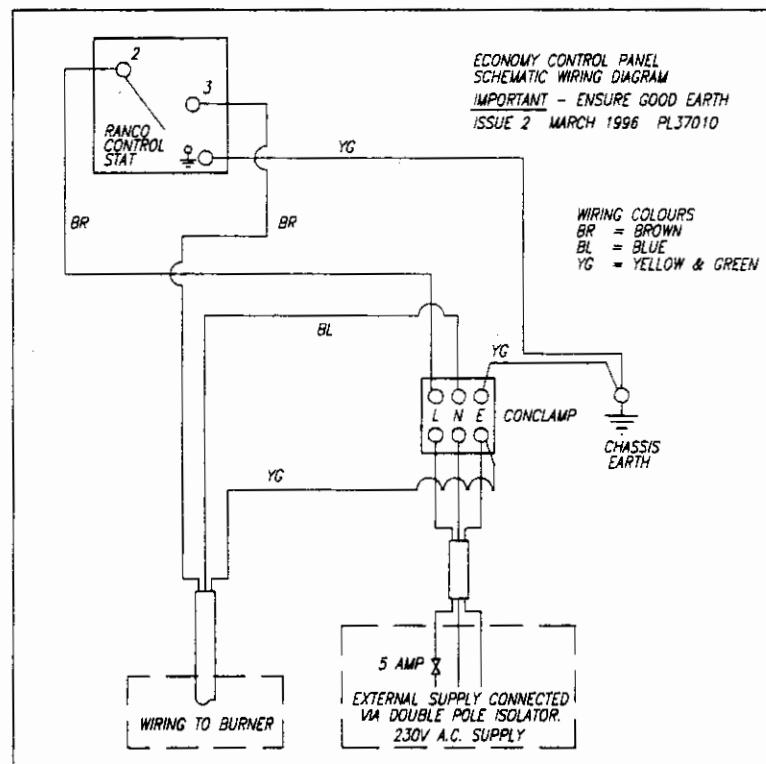 2
3
RANCO
CONTROL
STAT
ECONOMY CONTROL PANEL
SCHEMATIC WIRING DIAGRAM
IMPORTANT - ENSURE GOOD EARTH
ISSUE 2 MARCH 1996 PL37010
YG
BR
BR
WIRING COLOURS
BR = BROWN
BL = BLUE
YG = YELLOW & GREEN
BL
YG
L N E
CONCLAMP
CHASSIS
EARTH
YG
5 AMP
WIRING TO BURNER
EXTERNAL SUPPLY CONNECTED
VIA DOUBLE POLE ISOLATOR.
230V A.C. SUPPLY